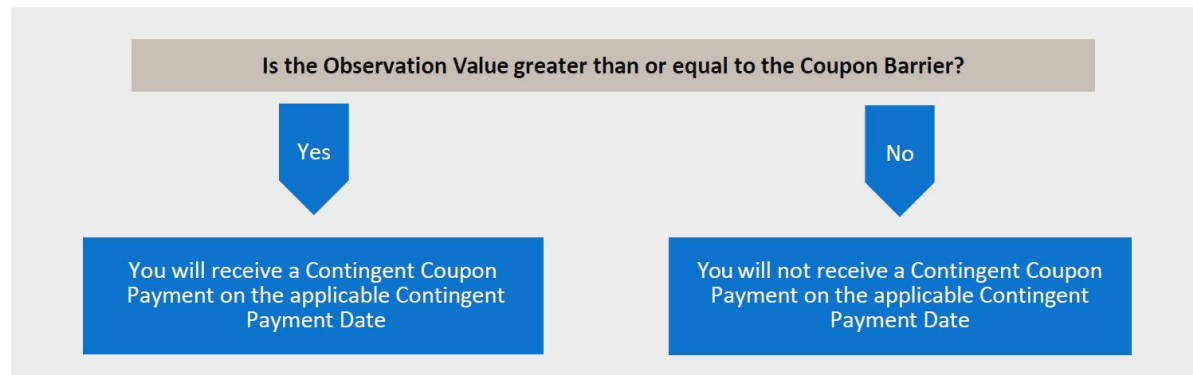 Is the Observation Value greater than or equal to the Coupon Barrier?
Yes
No
You will receive a Contingent Coupon
Payment on the applicable Contingent
Payment Date
You will not receive a Contingent Coupon
Payment on the applicable Contingent
Payment Date